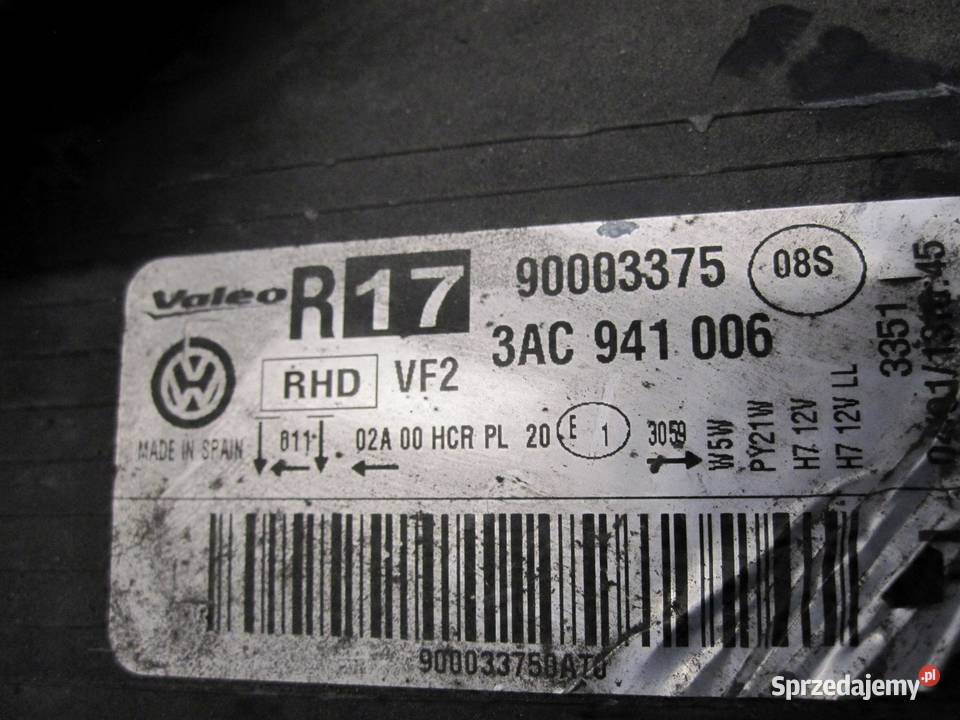 Valeo R 17 90003375 08S
3AC 941 006
RHD VF2
MADE IN SPAIN
811 02A 00 HCR PL 20 E 1 3059
W5W
PY21W
H7 12V
H7 12V LL
3351
900033750AT0
Sprzedajemy.pl